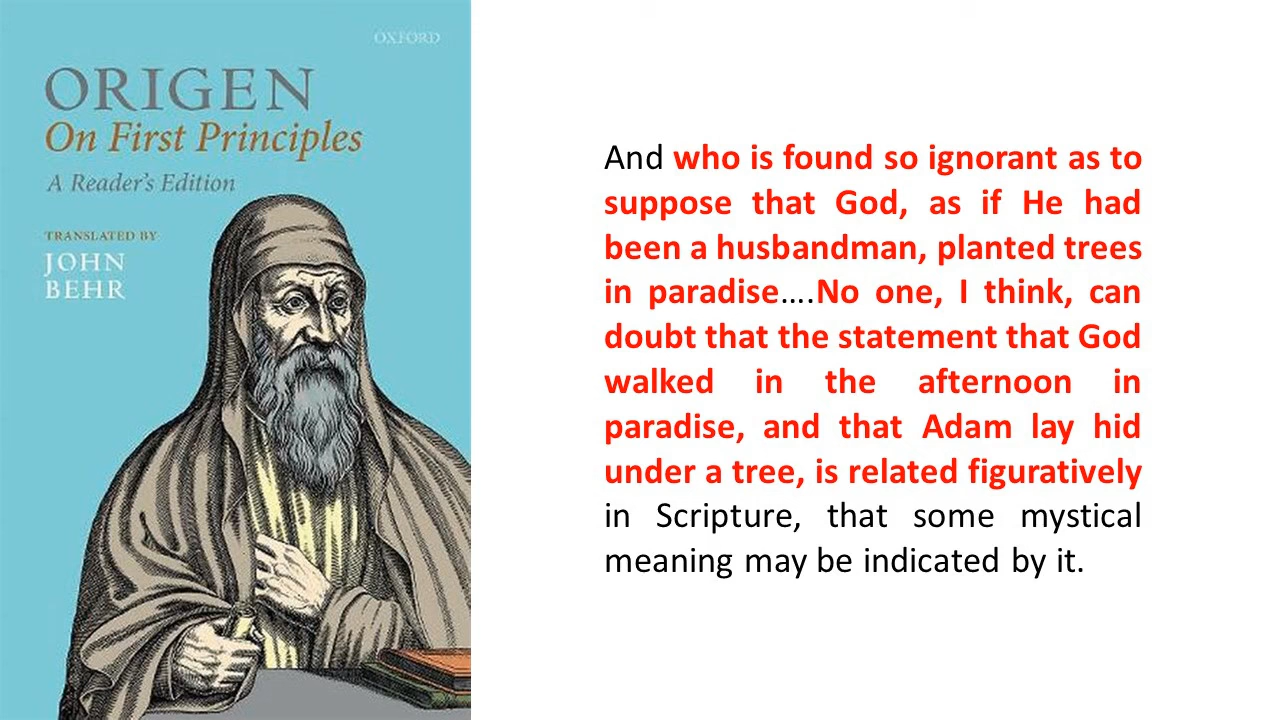 OXFORD
ORIGEN
On First Principles
A Reader's Edition
TRANSLATED BY
JOHN
BEHR
And who is found so ignorant as to
suppose that God, as if He had
been a husbandman, planted trees
in paradise….No one, I think, can
doubt that the statement that God
walked in the afternoon in
paradise, and that Adam lay hid
under a tree, is related figuratively
in Scripture, that some mystical
meaning may be indicated by it.